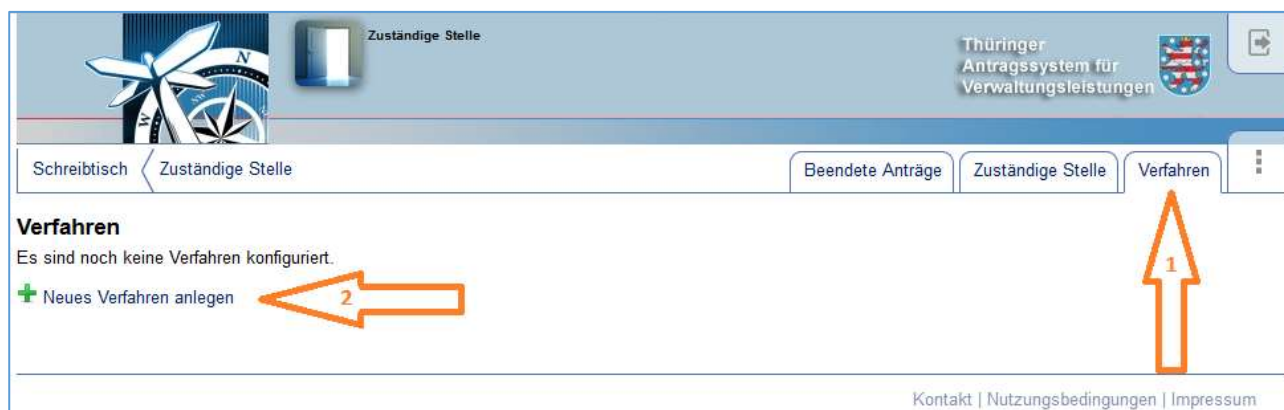 Zuständige Stelle
Thüringer
Antragssystem für
Verwaltungsleistungen
N
NW
W
Schreibtisch
Zuständige Stelle
Beendete Anträge
Zuständige Stelle
Verfahren
Verfahren
Es sind noch keine Verfahren konfiguriert.
Neues Verfahren anlegen
2
1
Kontakt | Nutzungsbedingungen | Impressum